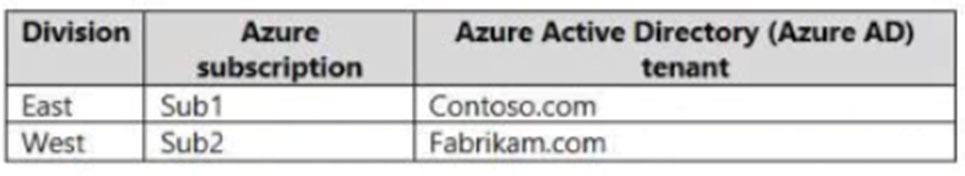 Division Azure subscription Azure Active Directory (Azure AD) tenant
East Sub1 Contoso.com
West Sub2 Fabrikam.com